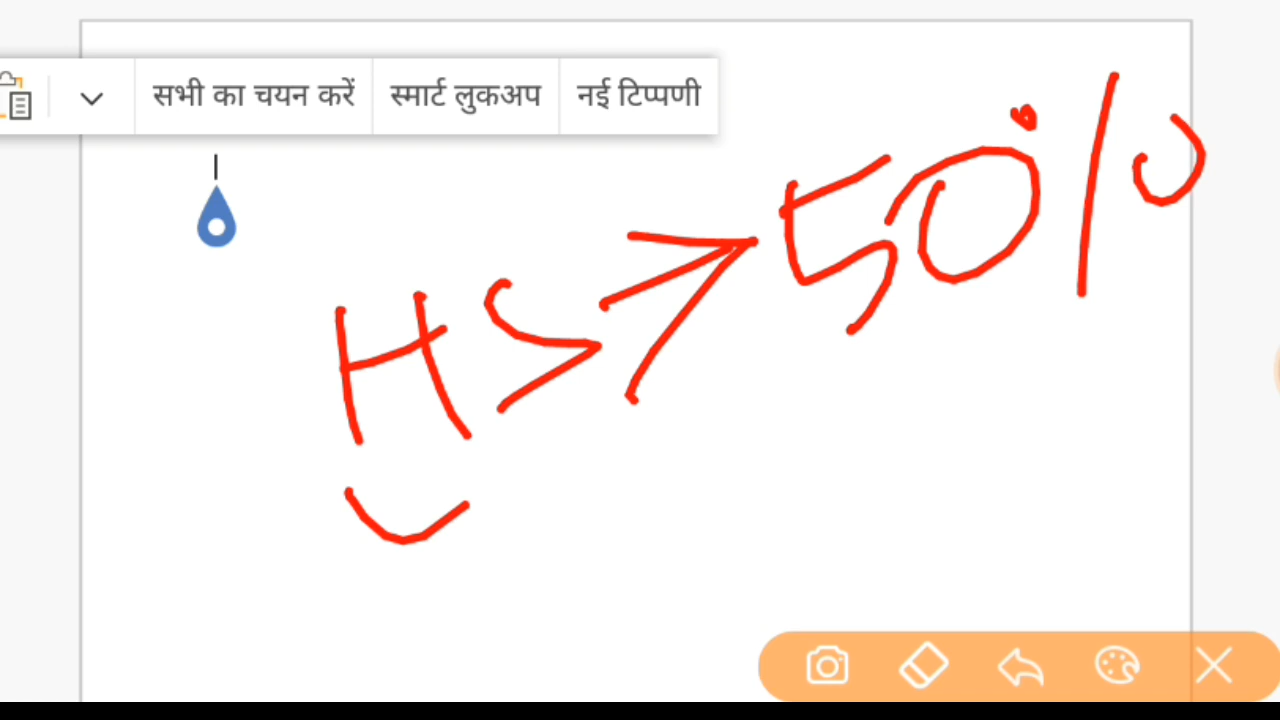 सभी का चयन करें स्मार्ट लुकअप नई टिप्पणी
HS → 50%